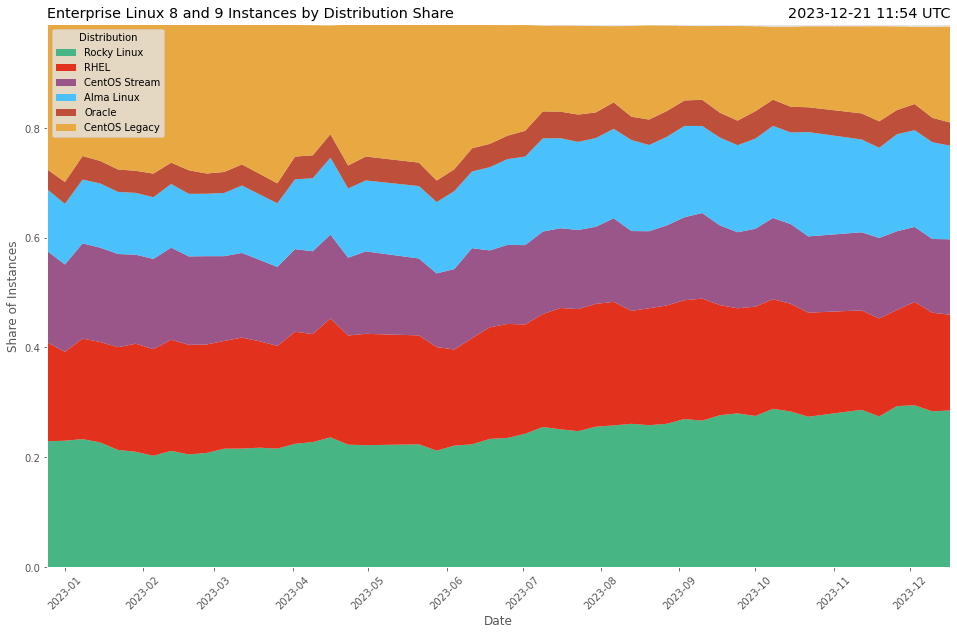 Enterprise Linux 8 and 9 Instances by Distribution Share
2023-12-21 11:54 UTC
Distribution
Rocky Linux
RHEL
CentOS Stream
Alma Linux
Oracle
CentOS Legacy
Share of Instances
0.8
0.6
0.4
0.2
0.0
2023-01
2023-02
2023-03
2023-04
2023-05
2023-06
2023-07
2023-08
2023-09
2023-10
2023-11
2023-12
Date